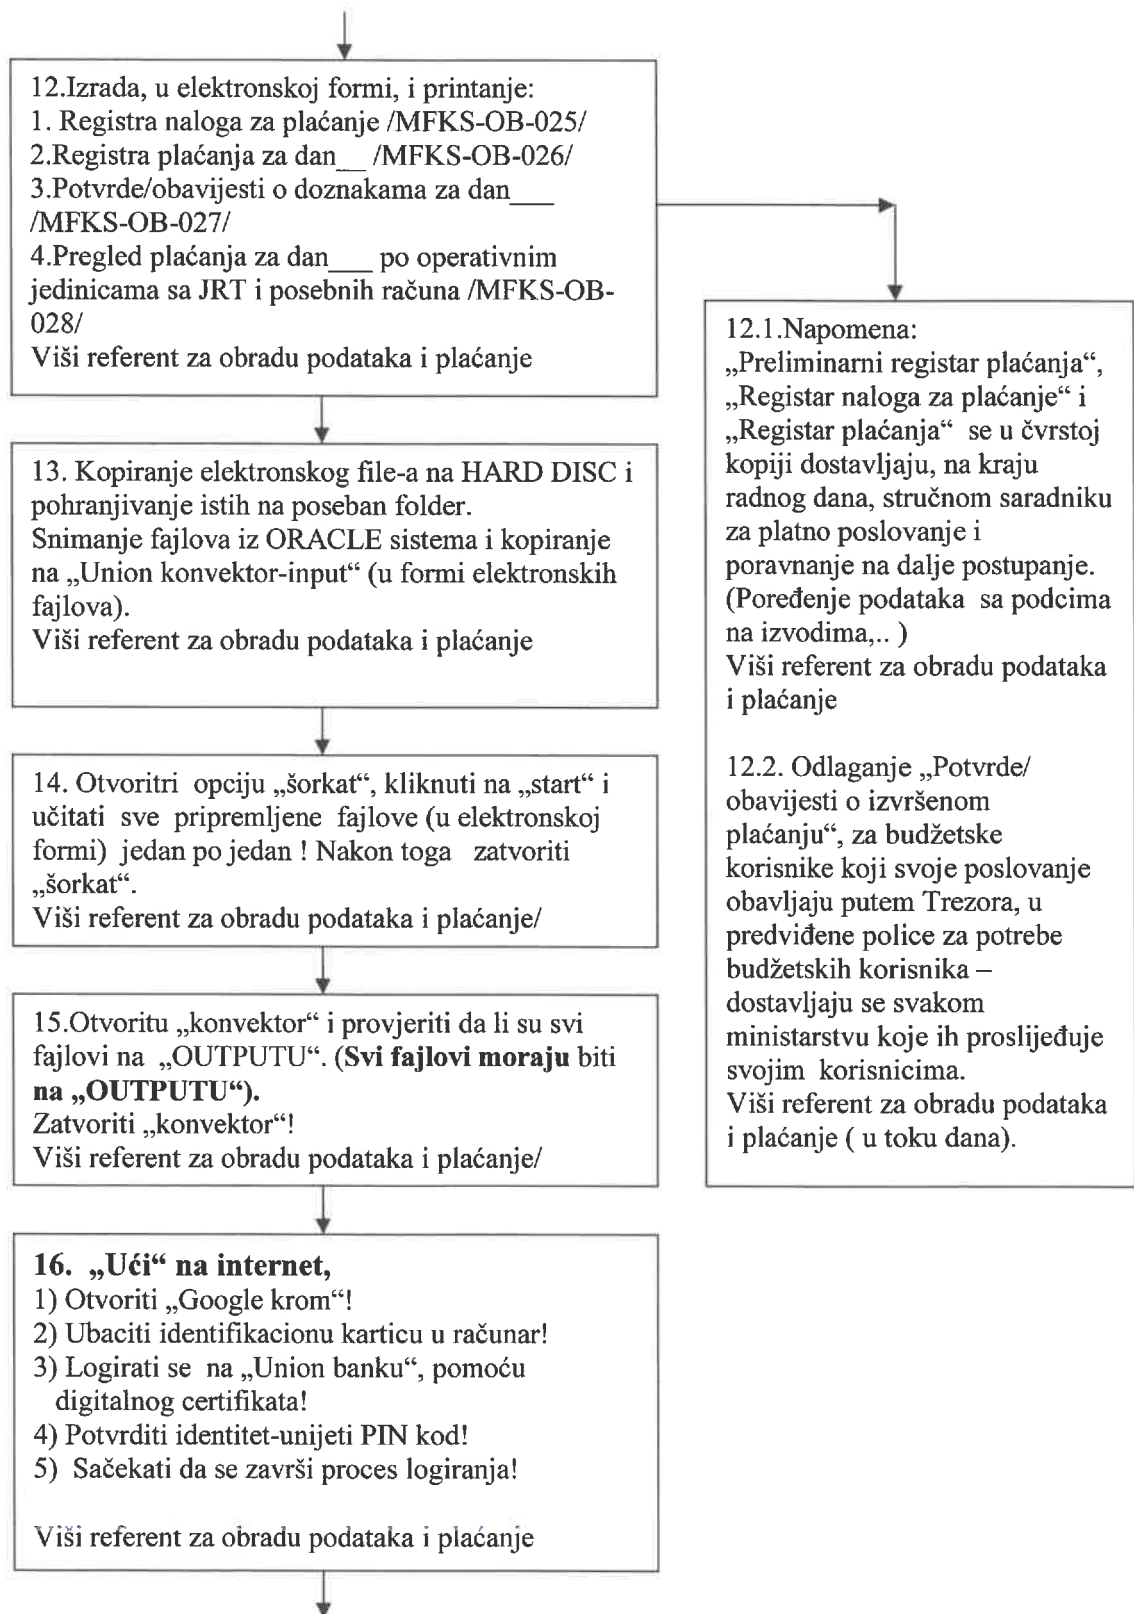 12.Izrada, u elektronskoj formi, i printanje:
1. Registra naloga za plaćanje /MFKS-OB-025/
2.Registra plaćanja za dan__ /MFKS-OB-026/
3.Potvrde/obavijesti o doznakama za dan___
/MFKS-OB-027/
4.Pregled plaćanja za dan___ po operativnim
jedinicama sa JRT i posebnih računa /MFKS-OB-
028/
Viši referent za obradu podataka i plaćanje
12.1.Napomena:
„Preliminarni registar plaćanja“,
„Registar naloga za plaćanje“ i
„Registar plaćanja“ se u čvrstoj
kopiji dostavljaju, na kraju
radnog dana, stručnom saradniku
za platno poslovanje i
poravnanje na dalje postupanje.
(Poređenje podataka sa podcima
na izvodima,.. )
Viši referent za obradu podataka
i plaćanje
12.2. Odlaganje „Potvrde/
obavijesti o izvršenom
plaćanju“, za budžetske
korisnike koji svoje poslovanje
obavljaju putem Trezora, u
predviđene police za potrebe
budžetskih korisnika –
dostavljaju se svakom
ministarstvu koje ih proslijeđuje
svojim korisnicima.
Viši referent za obradu podataka
i plaćanje ( u toku dana).
13. Kopiranje elektronskog file-a na HARD DISC i
pohranjivanje istih na poseban folder.
Snimanje fajlova iz ORACLE sistema i kopiranje
na „Union konvektor-input“ (u formi elektronskih
fajlova).
Viši referent za obradu podataka i plaćanje
14. Otvoritri opciju „šorkat“, kliknuti na „start“ i
učitati sve pripremljene fajlove (u elektronskoj
formi) jedan po jedan ! Nakon toga zatvoriti
„šorkat“.
Viši referent za obradu podataka i plaćanje/
15.Otvoritu „konvektor“ i provjeriti da li su svi
fajlovi na „OUTPUTU“. (Svi fajlovi moraju biti
na „OUTPUTU“).
Zatvoriti „konvektor“!
Viši referent za obradu podataka i plaćanje/
16. „Ući“ na internet,
1) Otvoriti „Google krom“!
2) Ubaciti identifikacionu karticu u računar!
3) Logirati se na „Union banku“, pomoću
digitalnog certifikata!
4) Potvrditi identitet-unijeti PIN kod!
5) Sačekati da se završi proces logiranja!
Viši referent za obradu podataka i plaćanje